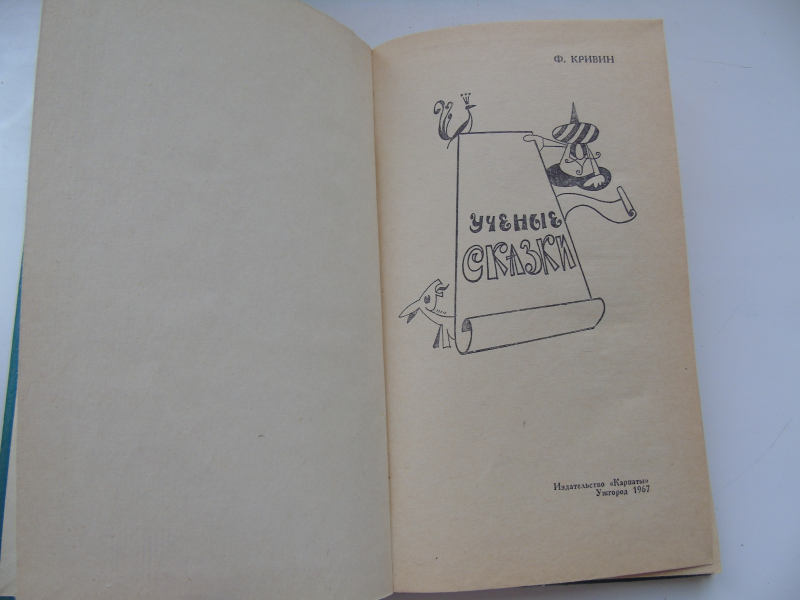 Ф. КРИВИН
УЧЕНЫЕ
СКАЗКИ
Издательство «Карпаты»
Ужгород 1967